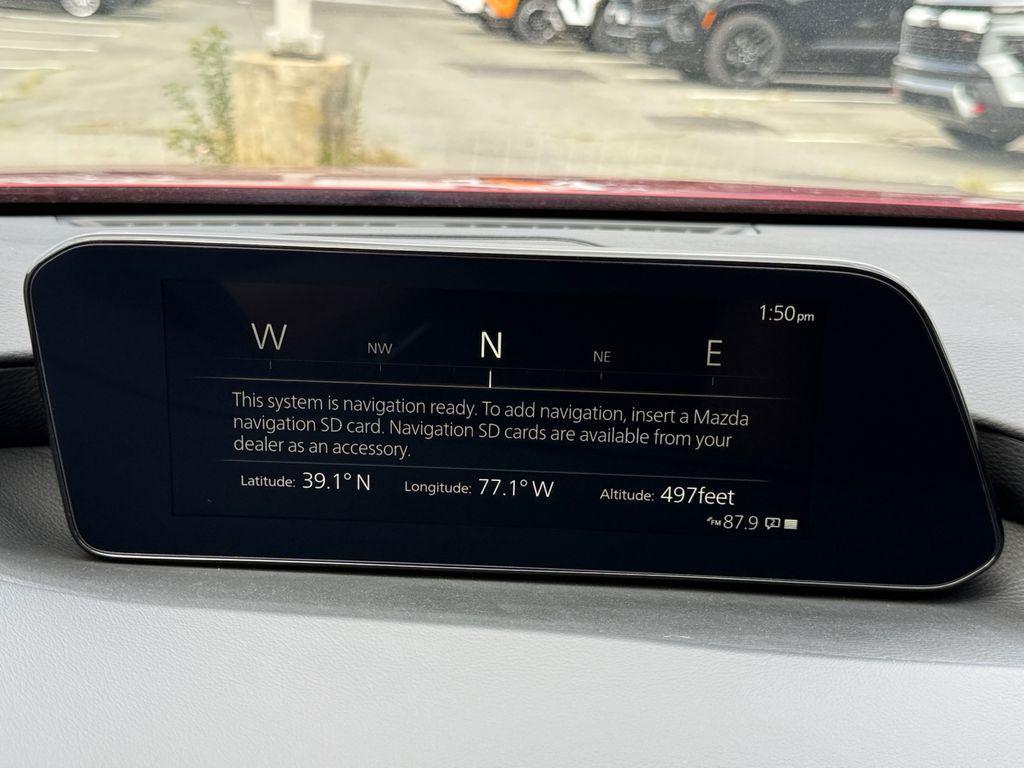 1:50pm
W NW N NE E
This system is navigation ready. To add navigation, insert a Mazda
navigation SD card. Navigation SD cards are available from your
dealer as an accessory.
Latitude: 39.1° N Longitude: 77.1° W Altitude: 497feet
FM 87.9